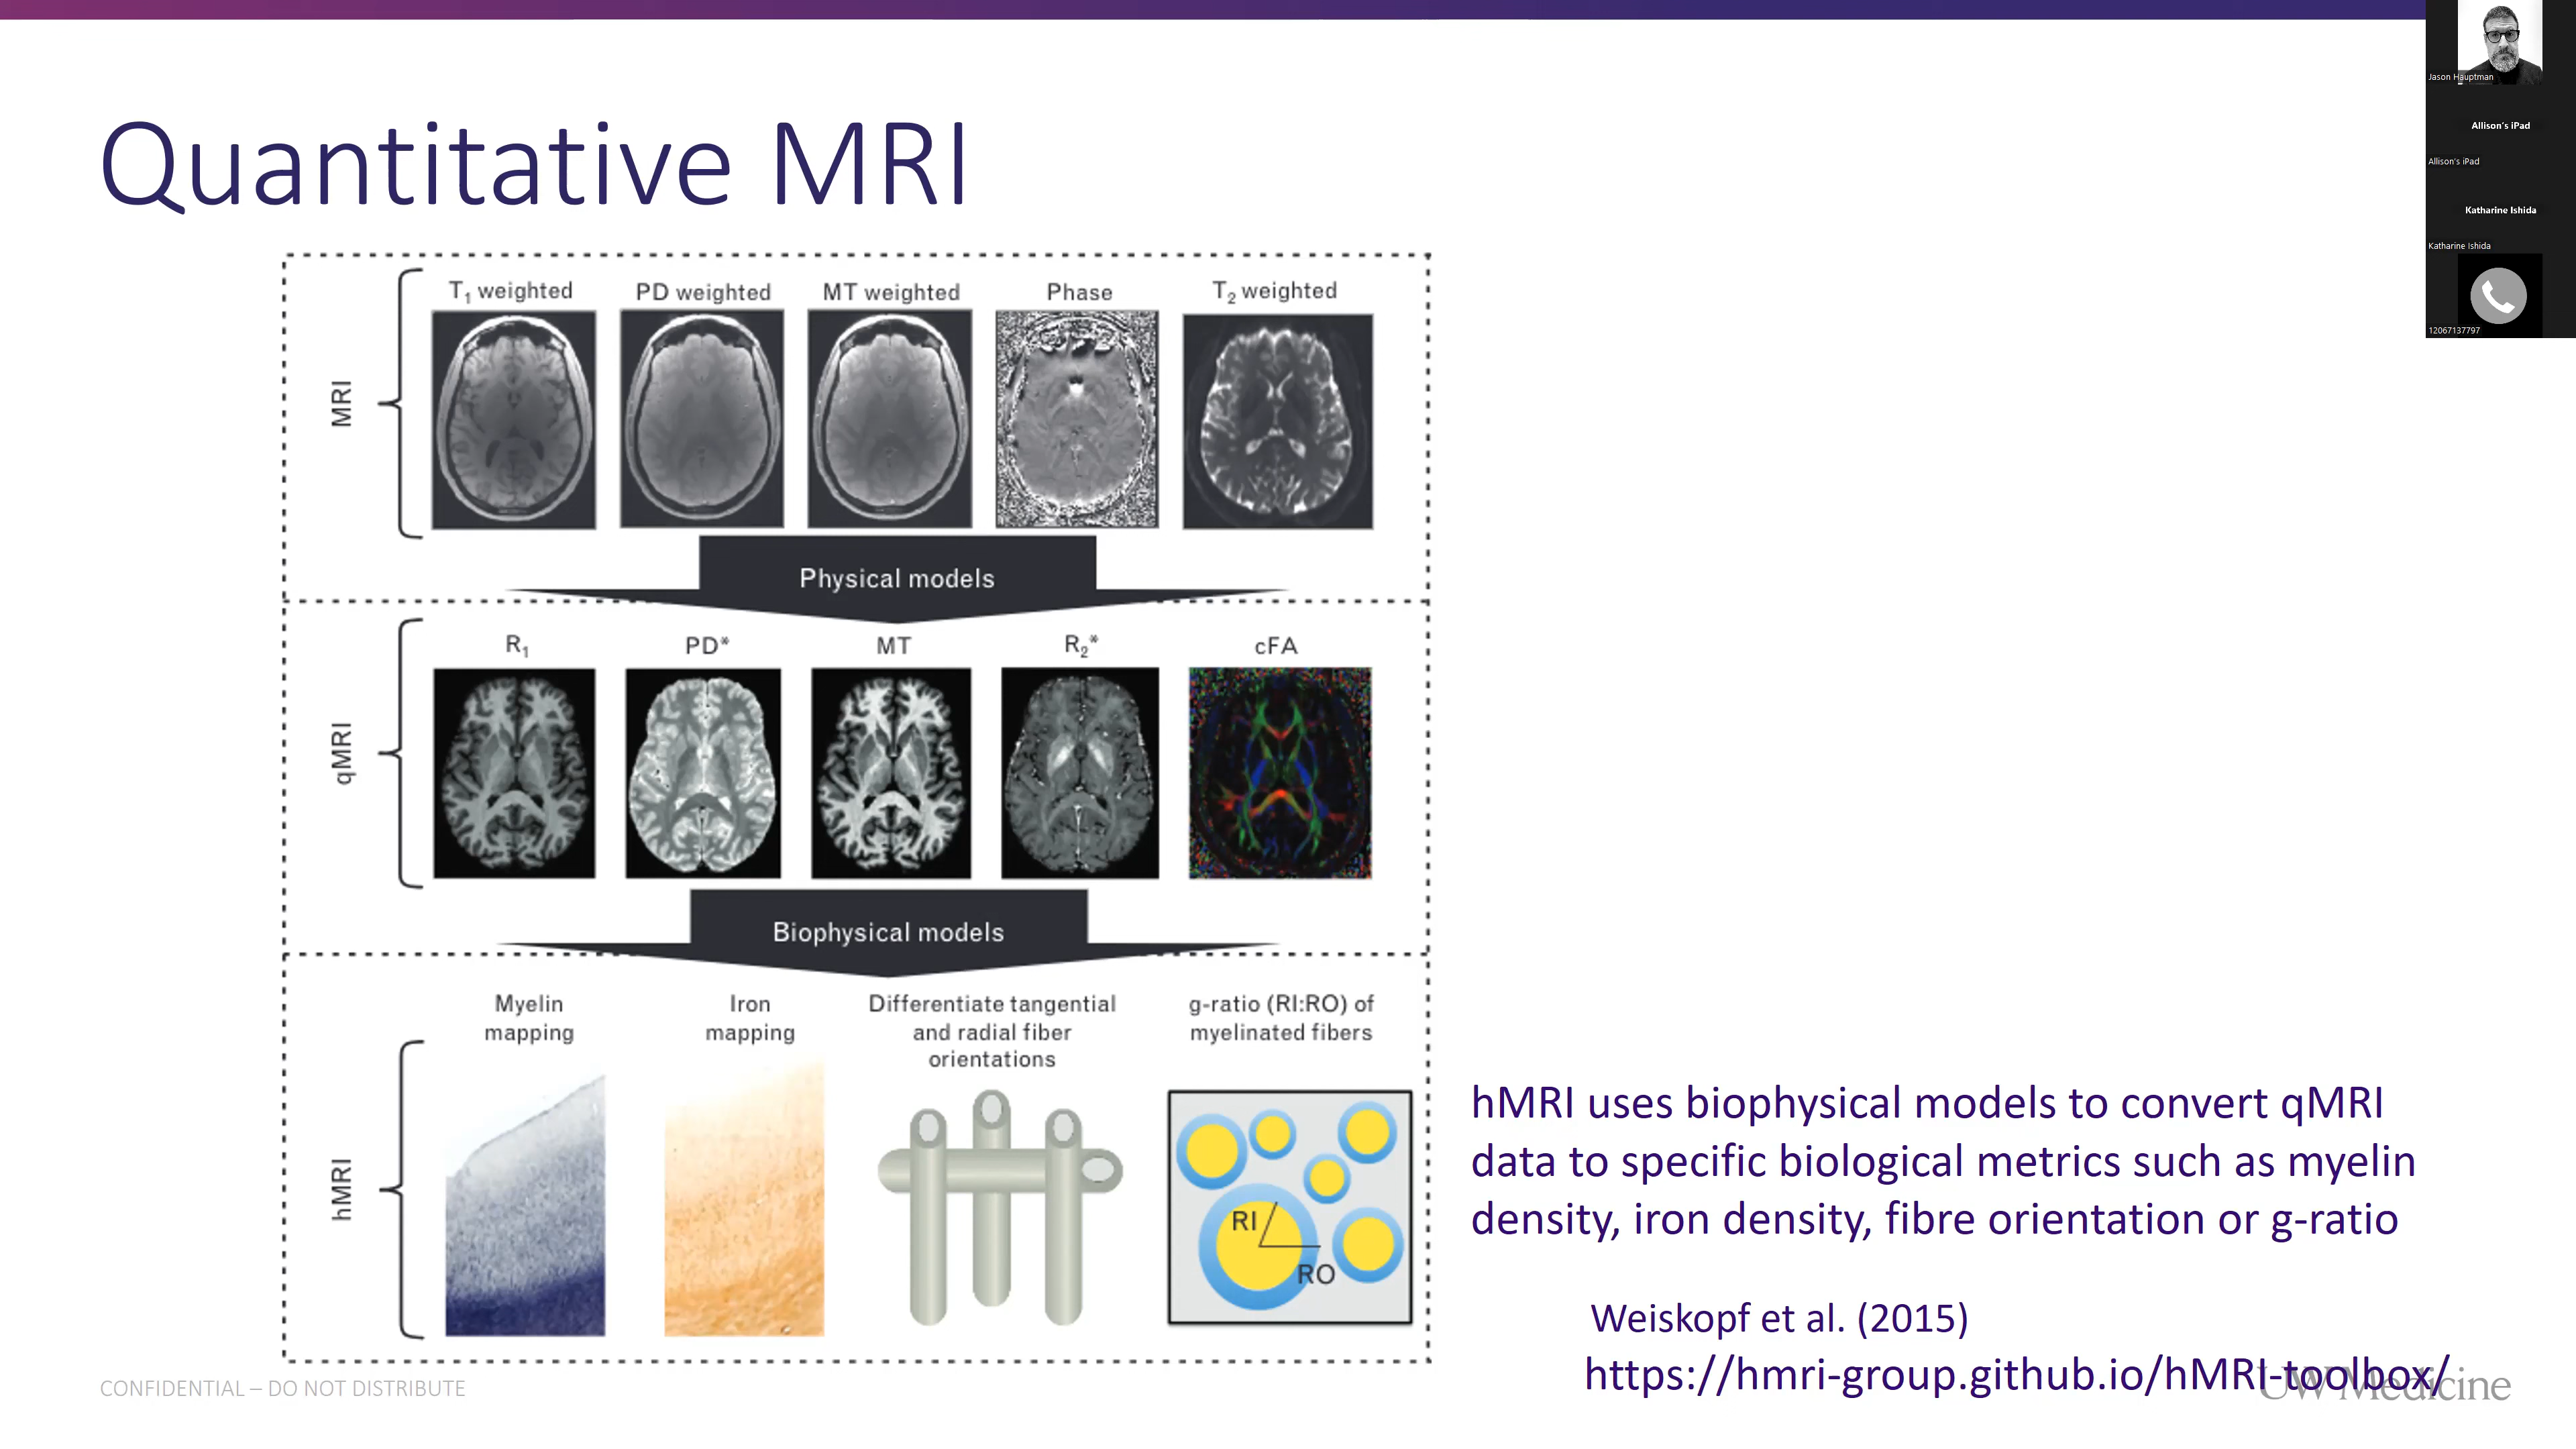 Quantitative MRI
Jason Hauptman
Allison's iPad
Allison's iPad
Katharine Ishida
Katharine Ishida
12067137797
MRI
T1 weighted
PD weighted
MT weighted
Phase
T2 weighted
Physical models
qMRI
R1
PD*
MT
R2*
cFA
Biophysical models
hMRI
Myelin
mapping
Iron
mapping
Differentiate tangential
and radial fiber
orientations
g-ratio (RI:RO) of
myelinated fibers
RI
RO
hMRI uses biophysical models to convert qMRI
data to specific biological metrics such as myelin
density, iron density, fibre orientation or g-ratio
Weiskopf et al. (2015)
https://hmri-group.github.io/hMRI-toolbox/
CONFIDENTIAL – DO NOT DISTRIBUTE
UW Medicine